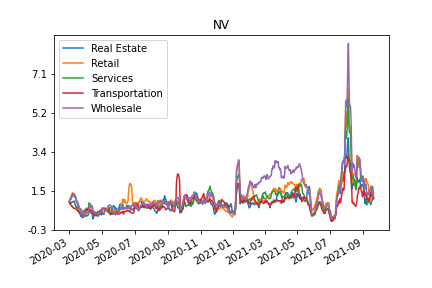 NV
Real Estate
Retail
Services
Transportation
Wholesale
7.1
5.2
3.4
1.5
-0.3
2020-03 2020-05 2020-07 2020-09 2020-11 2021-01 2021-03 2021-05 2021-07 2021-09